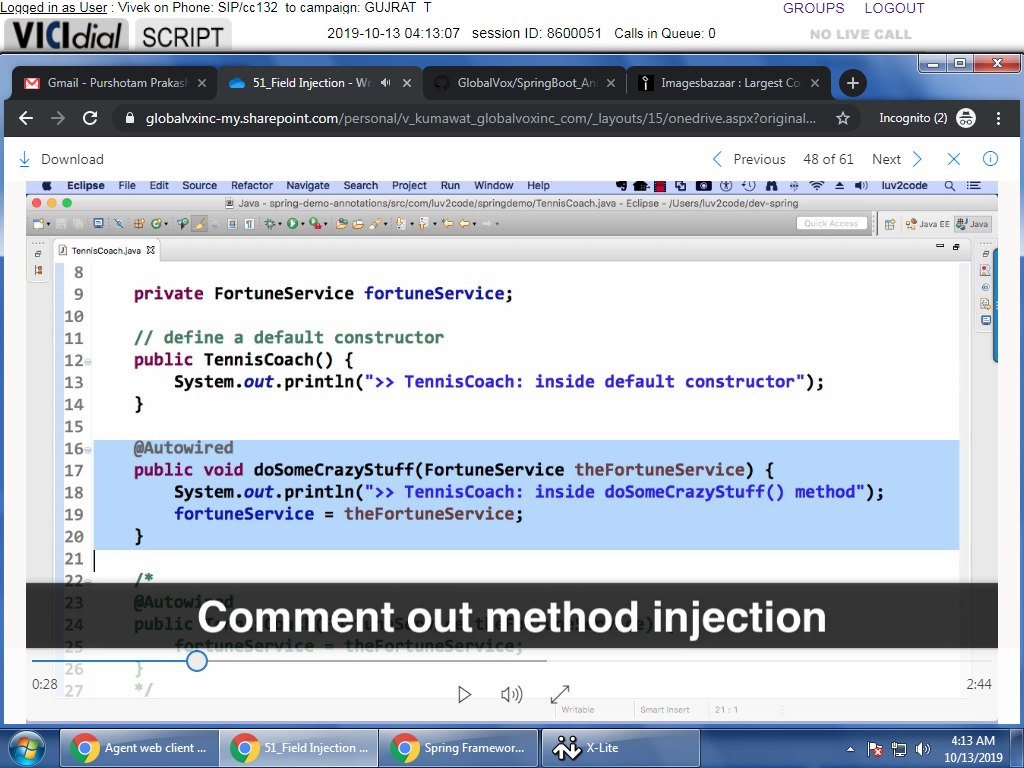 Logged in as User : Vivek on Phone: SIP/cc132 to campaign: GUJRAT T
GROUPS LOGOUT
VICIdial SCRIPT
2019-10-13 04:13:07 session ID: 8600051 Calls in Queue: 0
NO LIVE CALL
Gmail - Purshotam Prakas
51_Field Injection - Wr
GlobalVox/SpringBoot_An
Imagesbazaar : Largest Co
globalvxinc-my.sharepoint.com/personal/v_kumawat_globalvoxinc_com/_layouts/15/onedrive.aspx?original...
Incognito (2)
Download
Previous 48 of 61 Next
Eclipse File Edit Source Refactor Navigate Search Project Run Window Help
luv2code
Java - spring-demo-annotations/src/com/luv2code/springdemo/TennisCoach.java - Eclipse - /Users/luv2code/dev-spring
Quick Access
Java EE
Java
TennisCoach.java
8
9 private FortuneService fortuneService;
10
11 // define a default constructor
12 public TennisCoach() {
13 System.out.println(">> TennisCoach: inside default constructor");
14 }
15
16 @Autowired
17 public void doSomeCrazyStuff(FortuneService theFortuneService) {
18 System.out.println(">> TennisCoach: inside doSomeCrazyStuff() method");
19 fortuneService = theFortuneService;
20 }
21
22 /*
23 @Autowired
24 public
Comment out method injection
25 fortuneService = theFortuneService;
26 }
27 */
0:28
2:44
Writable Smart Insert 21 : 1
Agent web client ...
51_Field Injection ...
Spring Framewor...
X-Lite
4:13 AM
10/13/2019